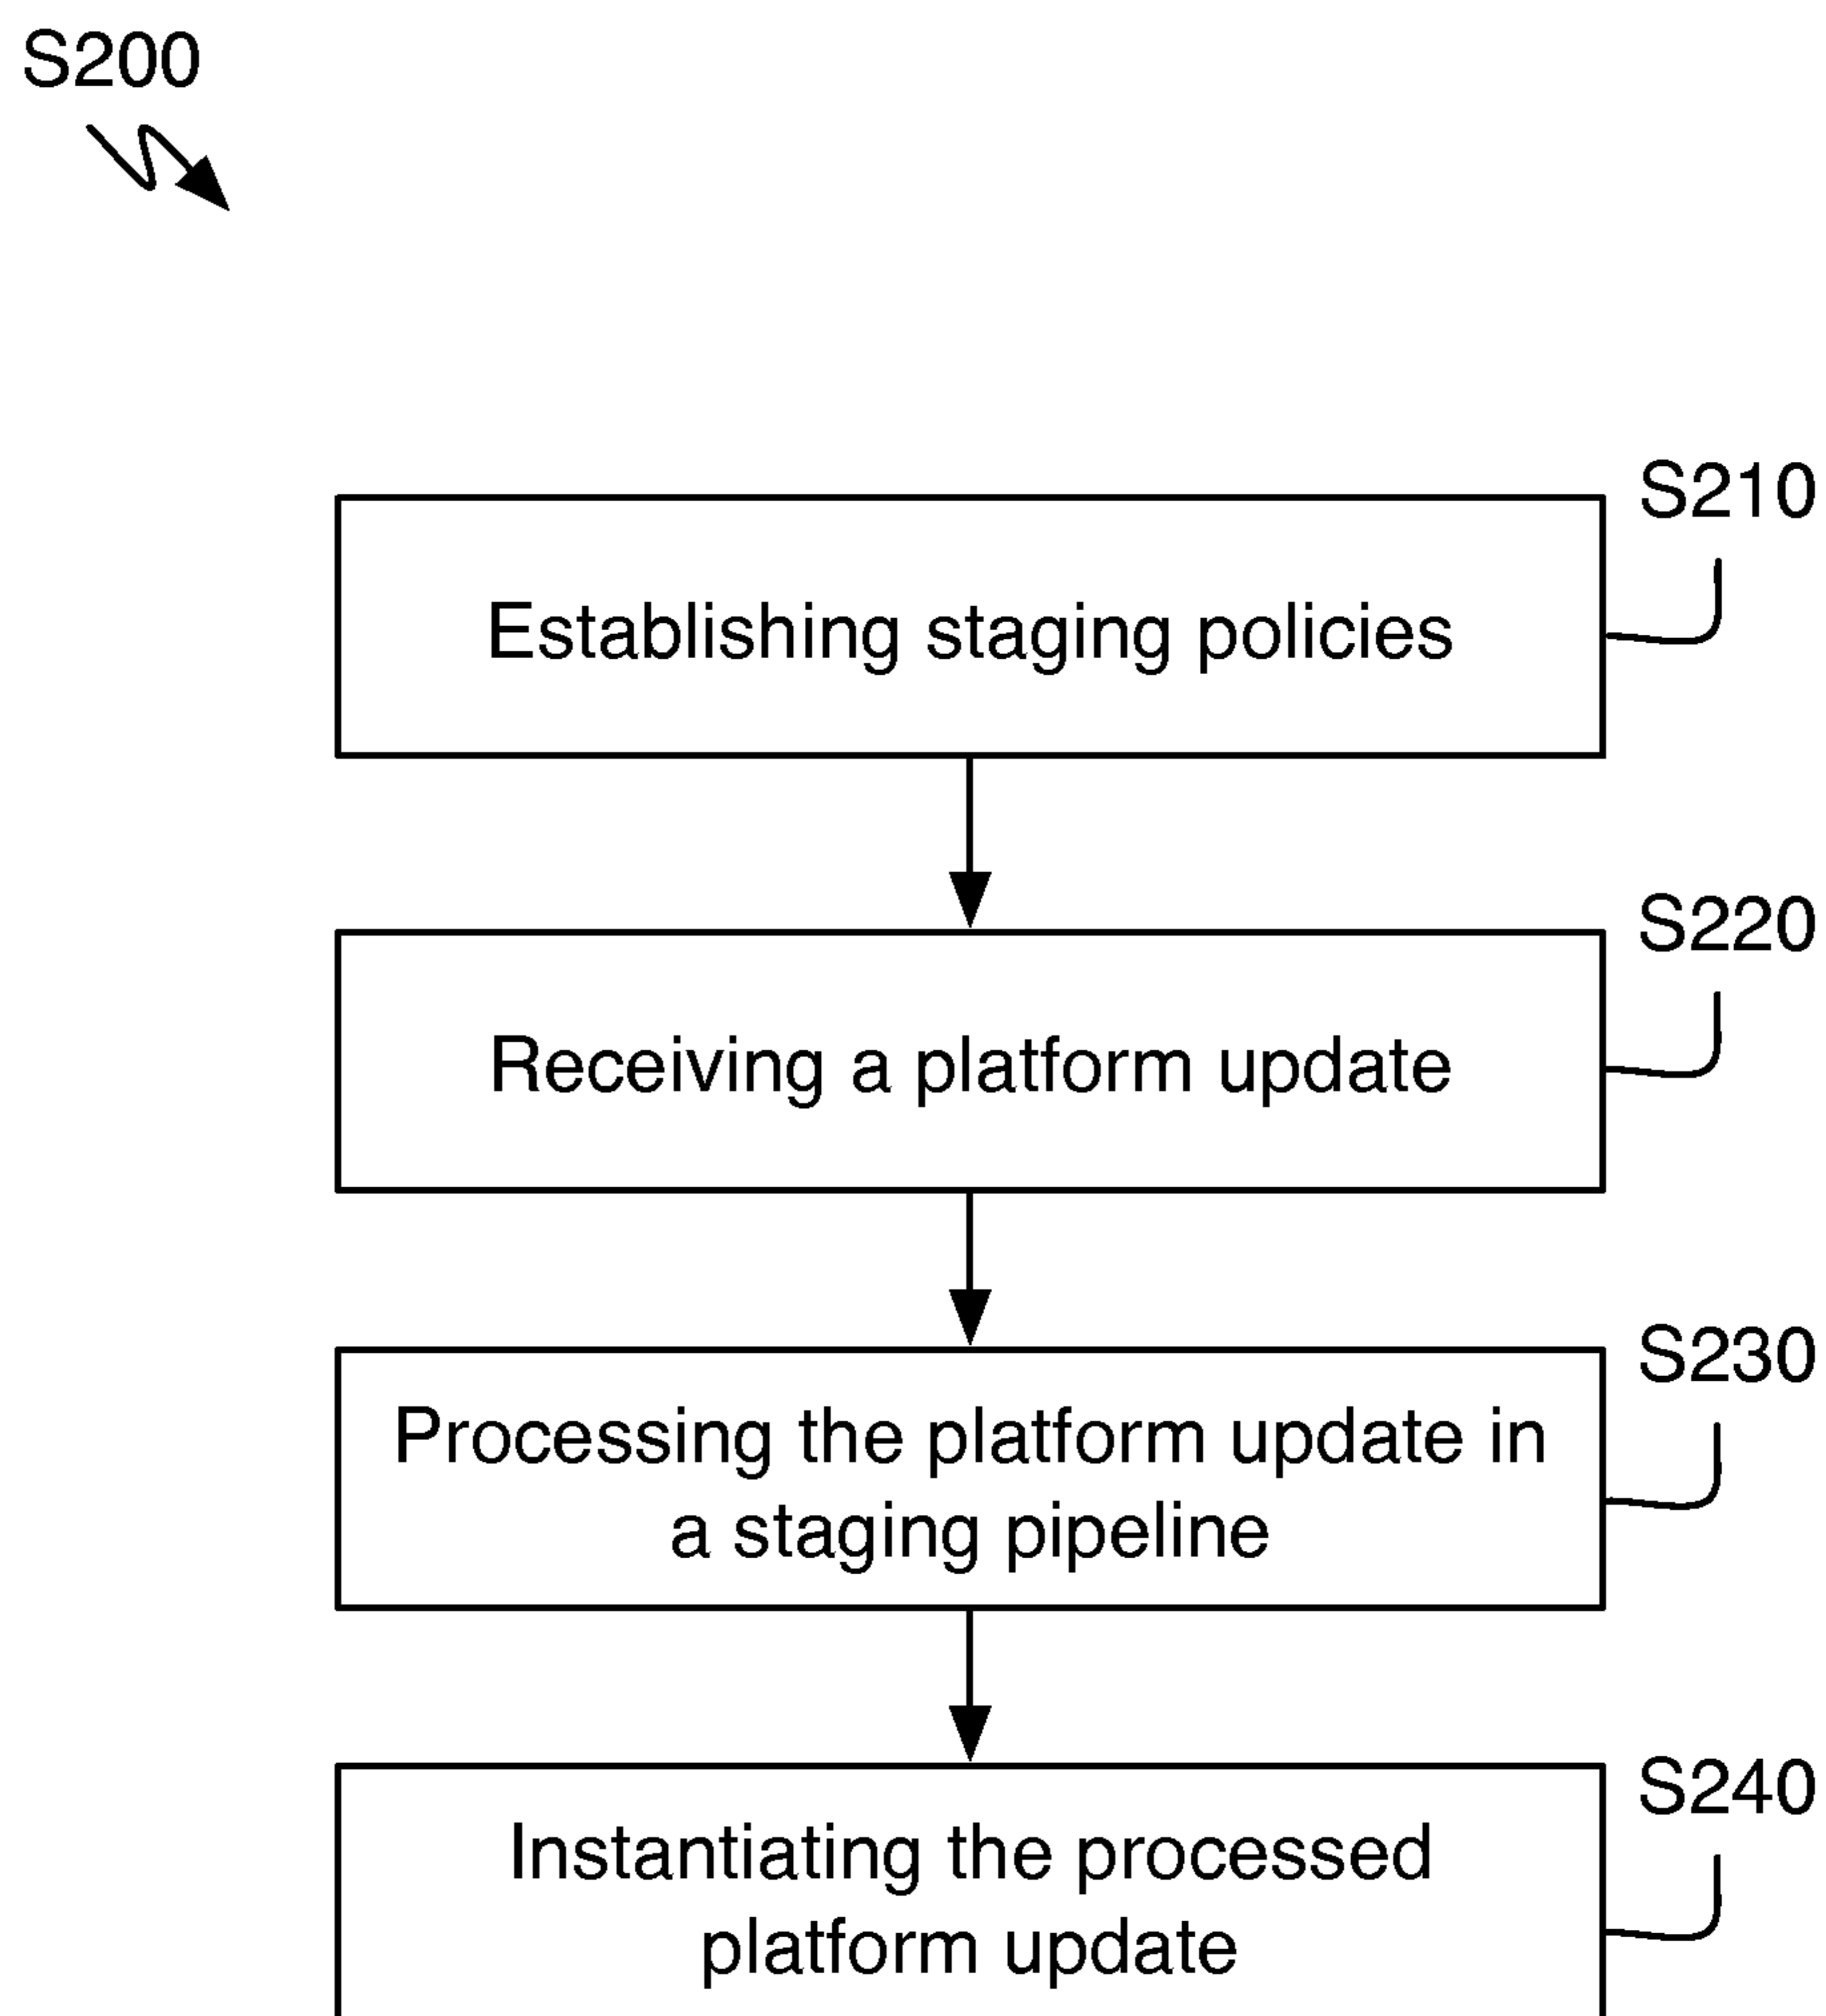 S200
S210
Establishing staging policies
S220
Receiving a platform update
S230
Processing the platform update in
a staging pipeline
S240
Instantiating the processed
platform update